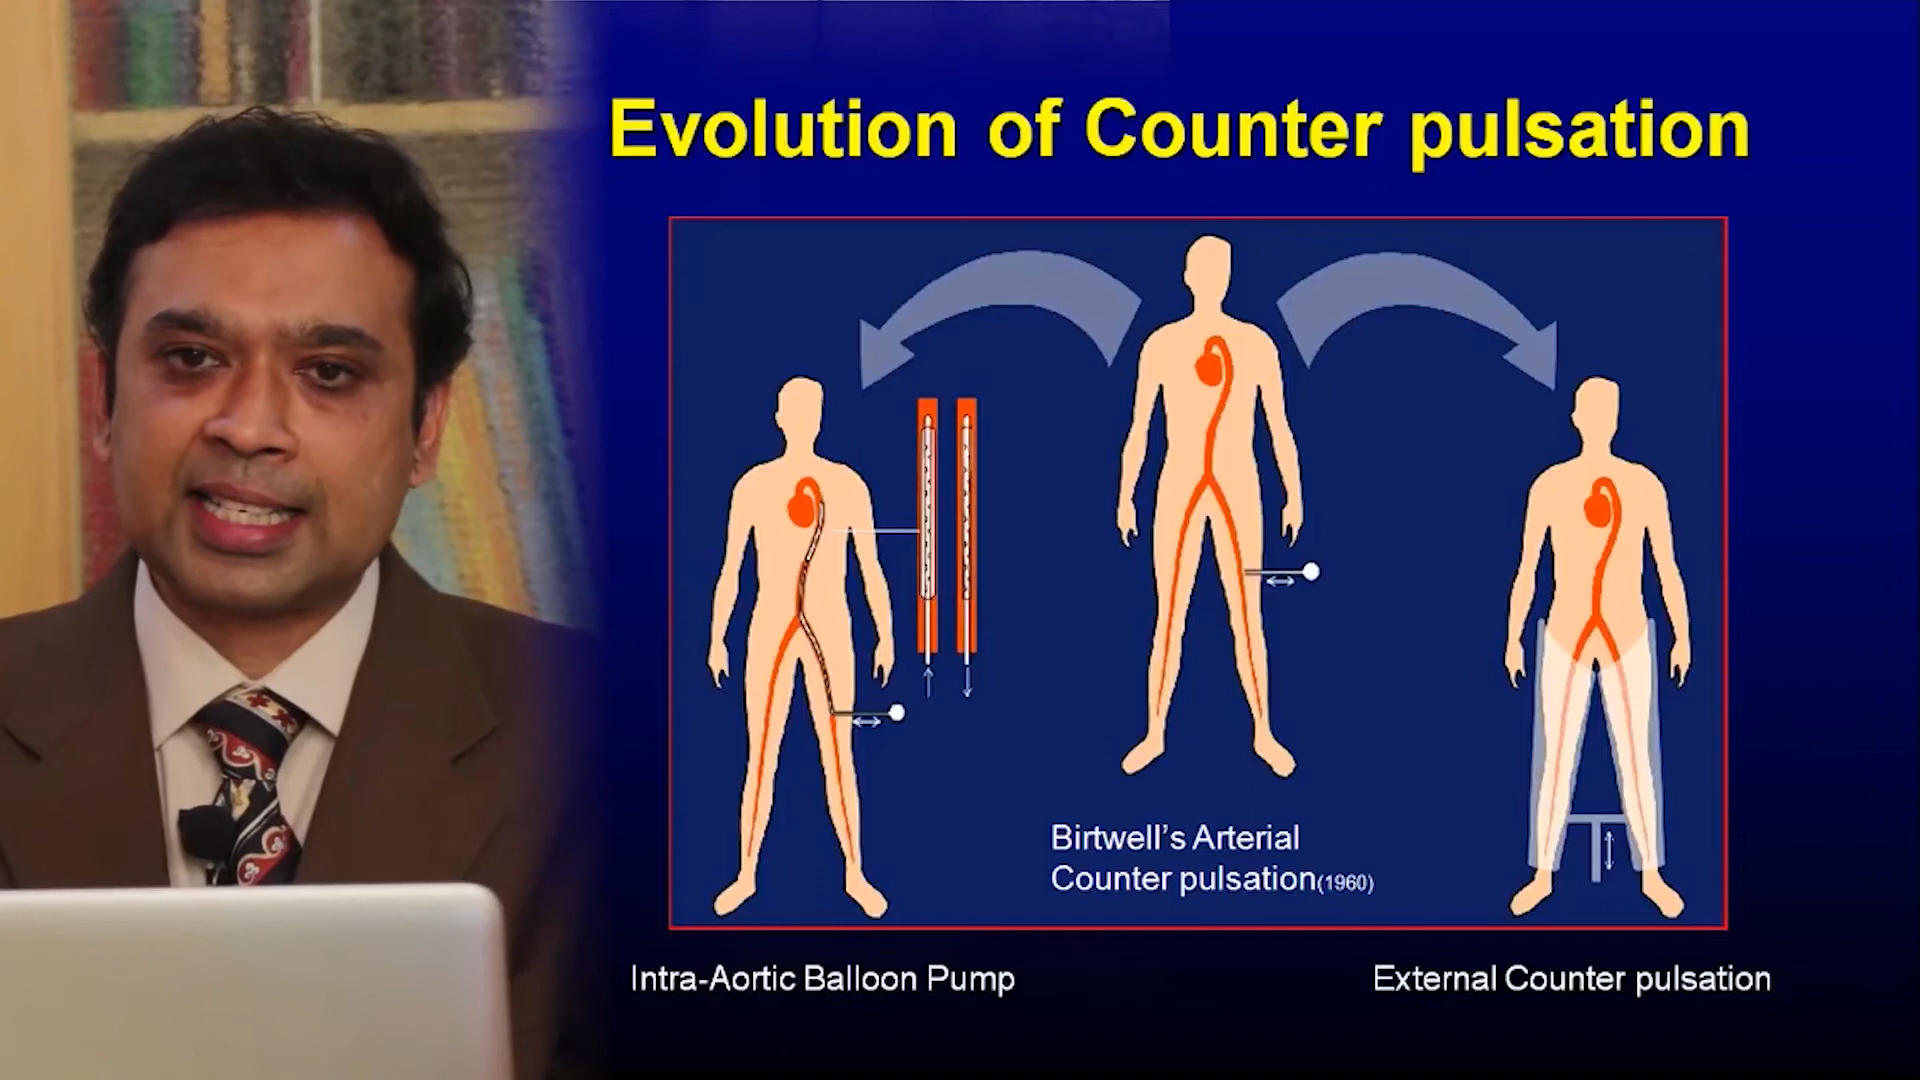 Evolution of Counter pulsation
Birtwell's Arterial
Counter pulsation(1960)
Intra-Aortic Balloon Pump
External Counter pulsation